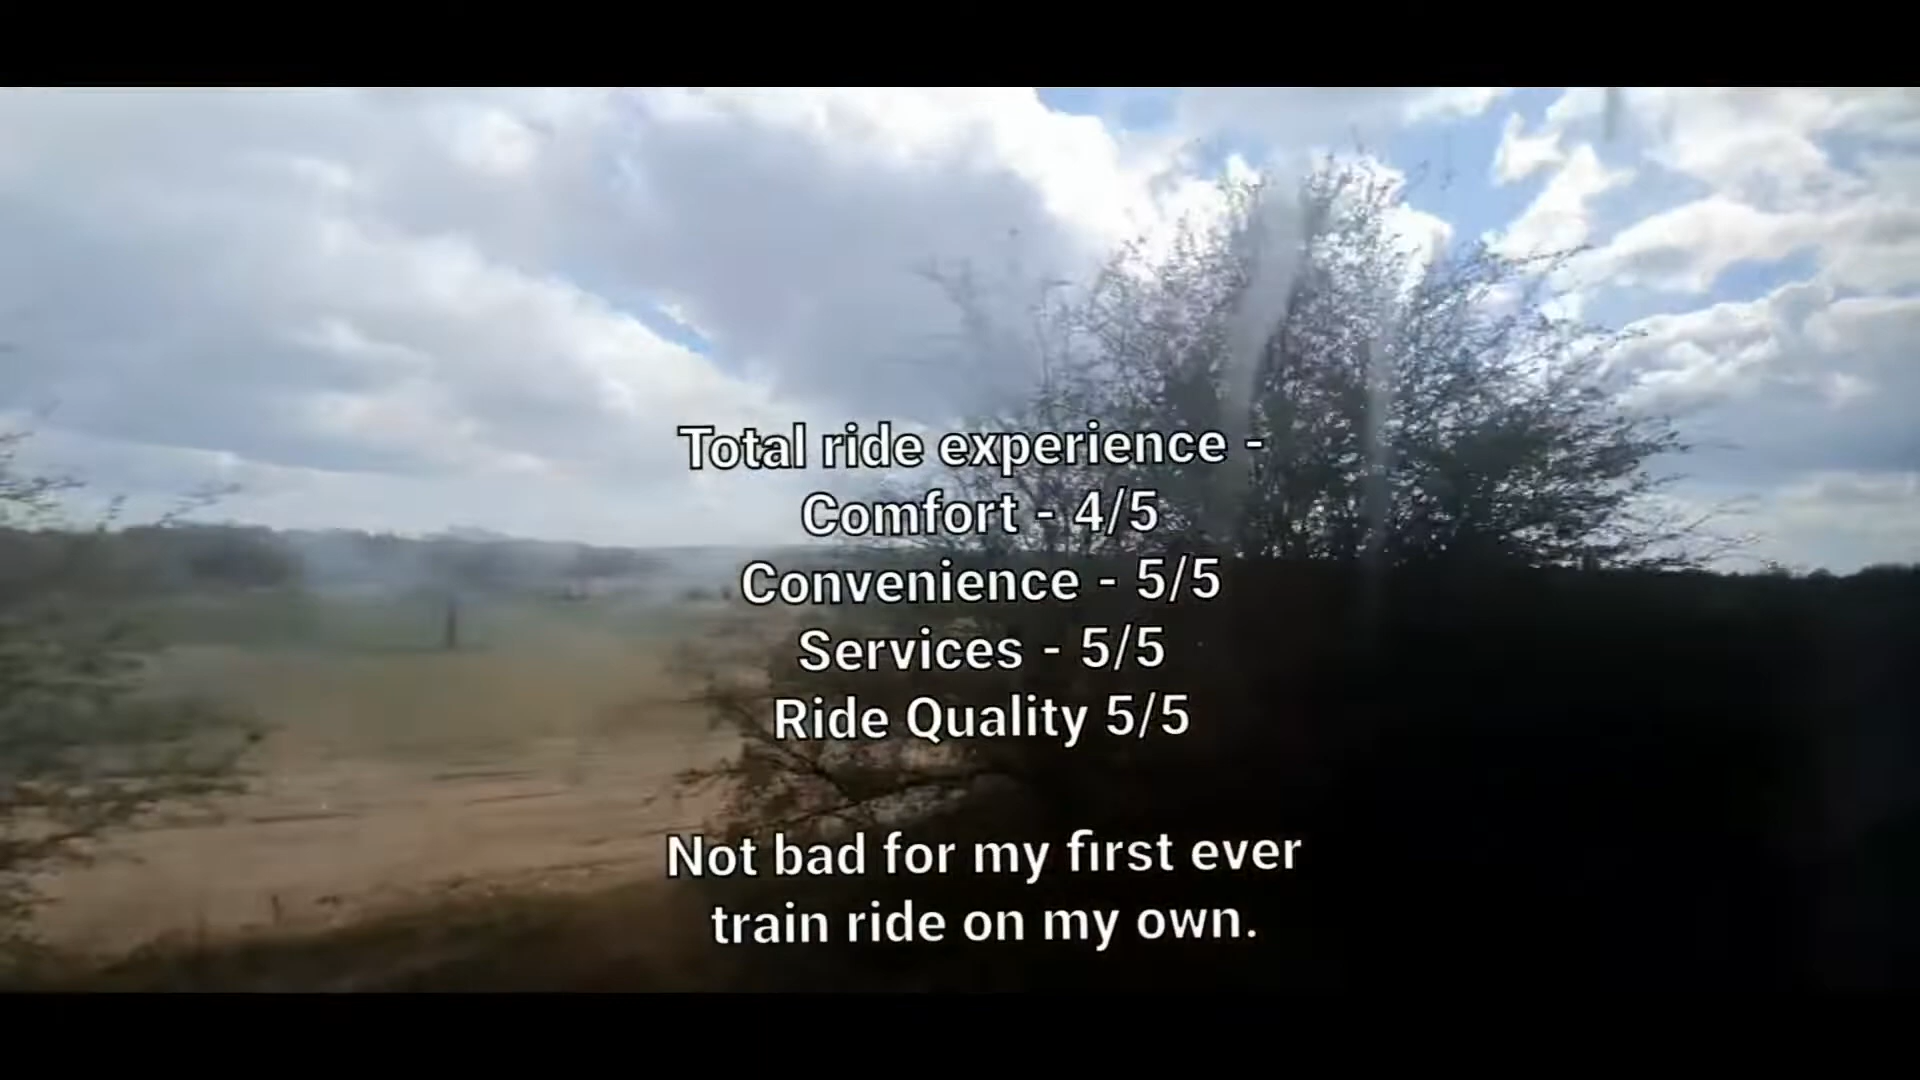 Total ride experience -
Comfort - 4/5
Convenience - 5/5
Services - 5/5
Ride Quality 5/5
Not bad for my first ever
train ride on my own.